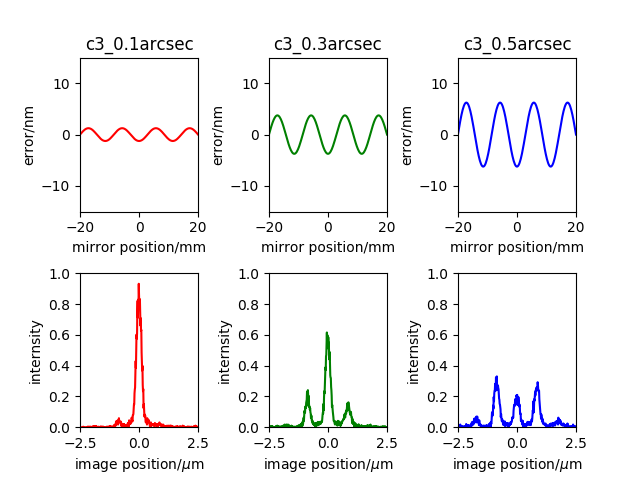 c3_0.1arcsec c3_0.3arcsec c3_0.5arcsec
error/nm error/nm error/nm
10 10 10
0 0 0
−10 −10 −10
−20 0 20 −20 0 20 −20 0 20
mirror position/mm mirror position/mm mirror position/mm
internsity internsity internsity
1.0 1.0 1.0
0.8 0.8 0.8
0.6 0.6 0.6
0.4 0.4 0.4
0.2 0.2 0.2
0.0 0.0 0.0
−2.5 0.0 2.5 −2.5 0.0 2.5 −2.5 0.0 2.5
image position/μm image position/μm image position/μm